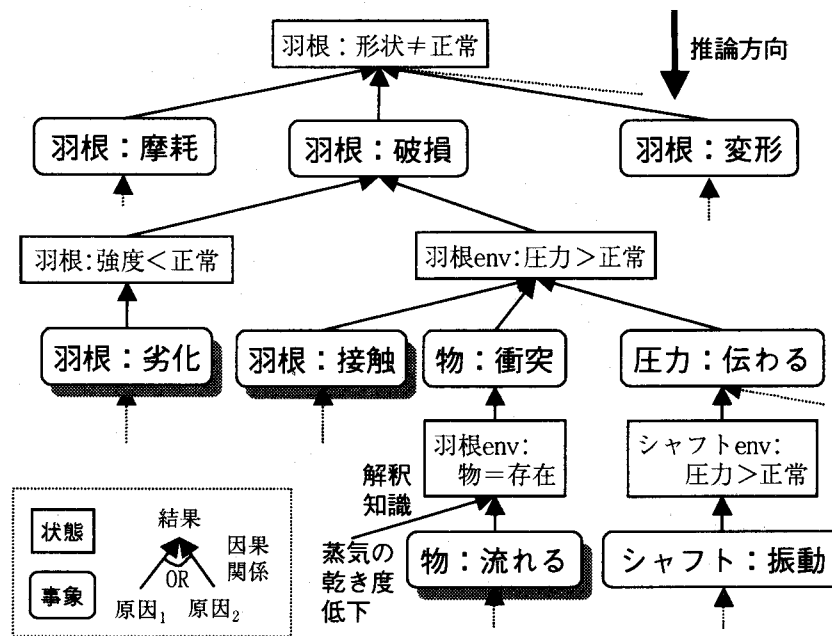 羽根：形状≠正常
推論方向
羽根：摩耗
羽根：破損
羽根：変形
羽根:強度＜正常
羽根env:圧力＞正常
羽根：劣化
羽根：接触
物：衝突
圧力：伝わる
羽根env:
物＝存在
シャフトenv:
圧力＞正常
解釈
知識
蒸気の
乾き度
低下
物：流れる
シャフト：振動
状態
事象
結果
因果
関係
OR
原因1
原因2